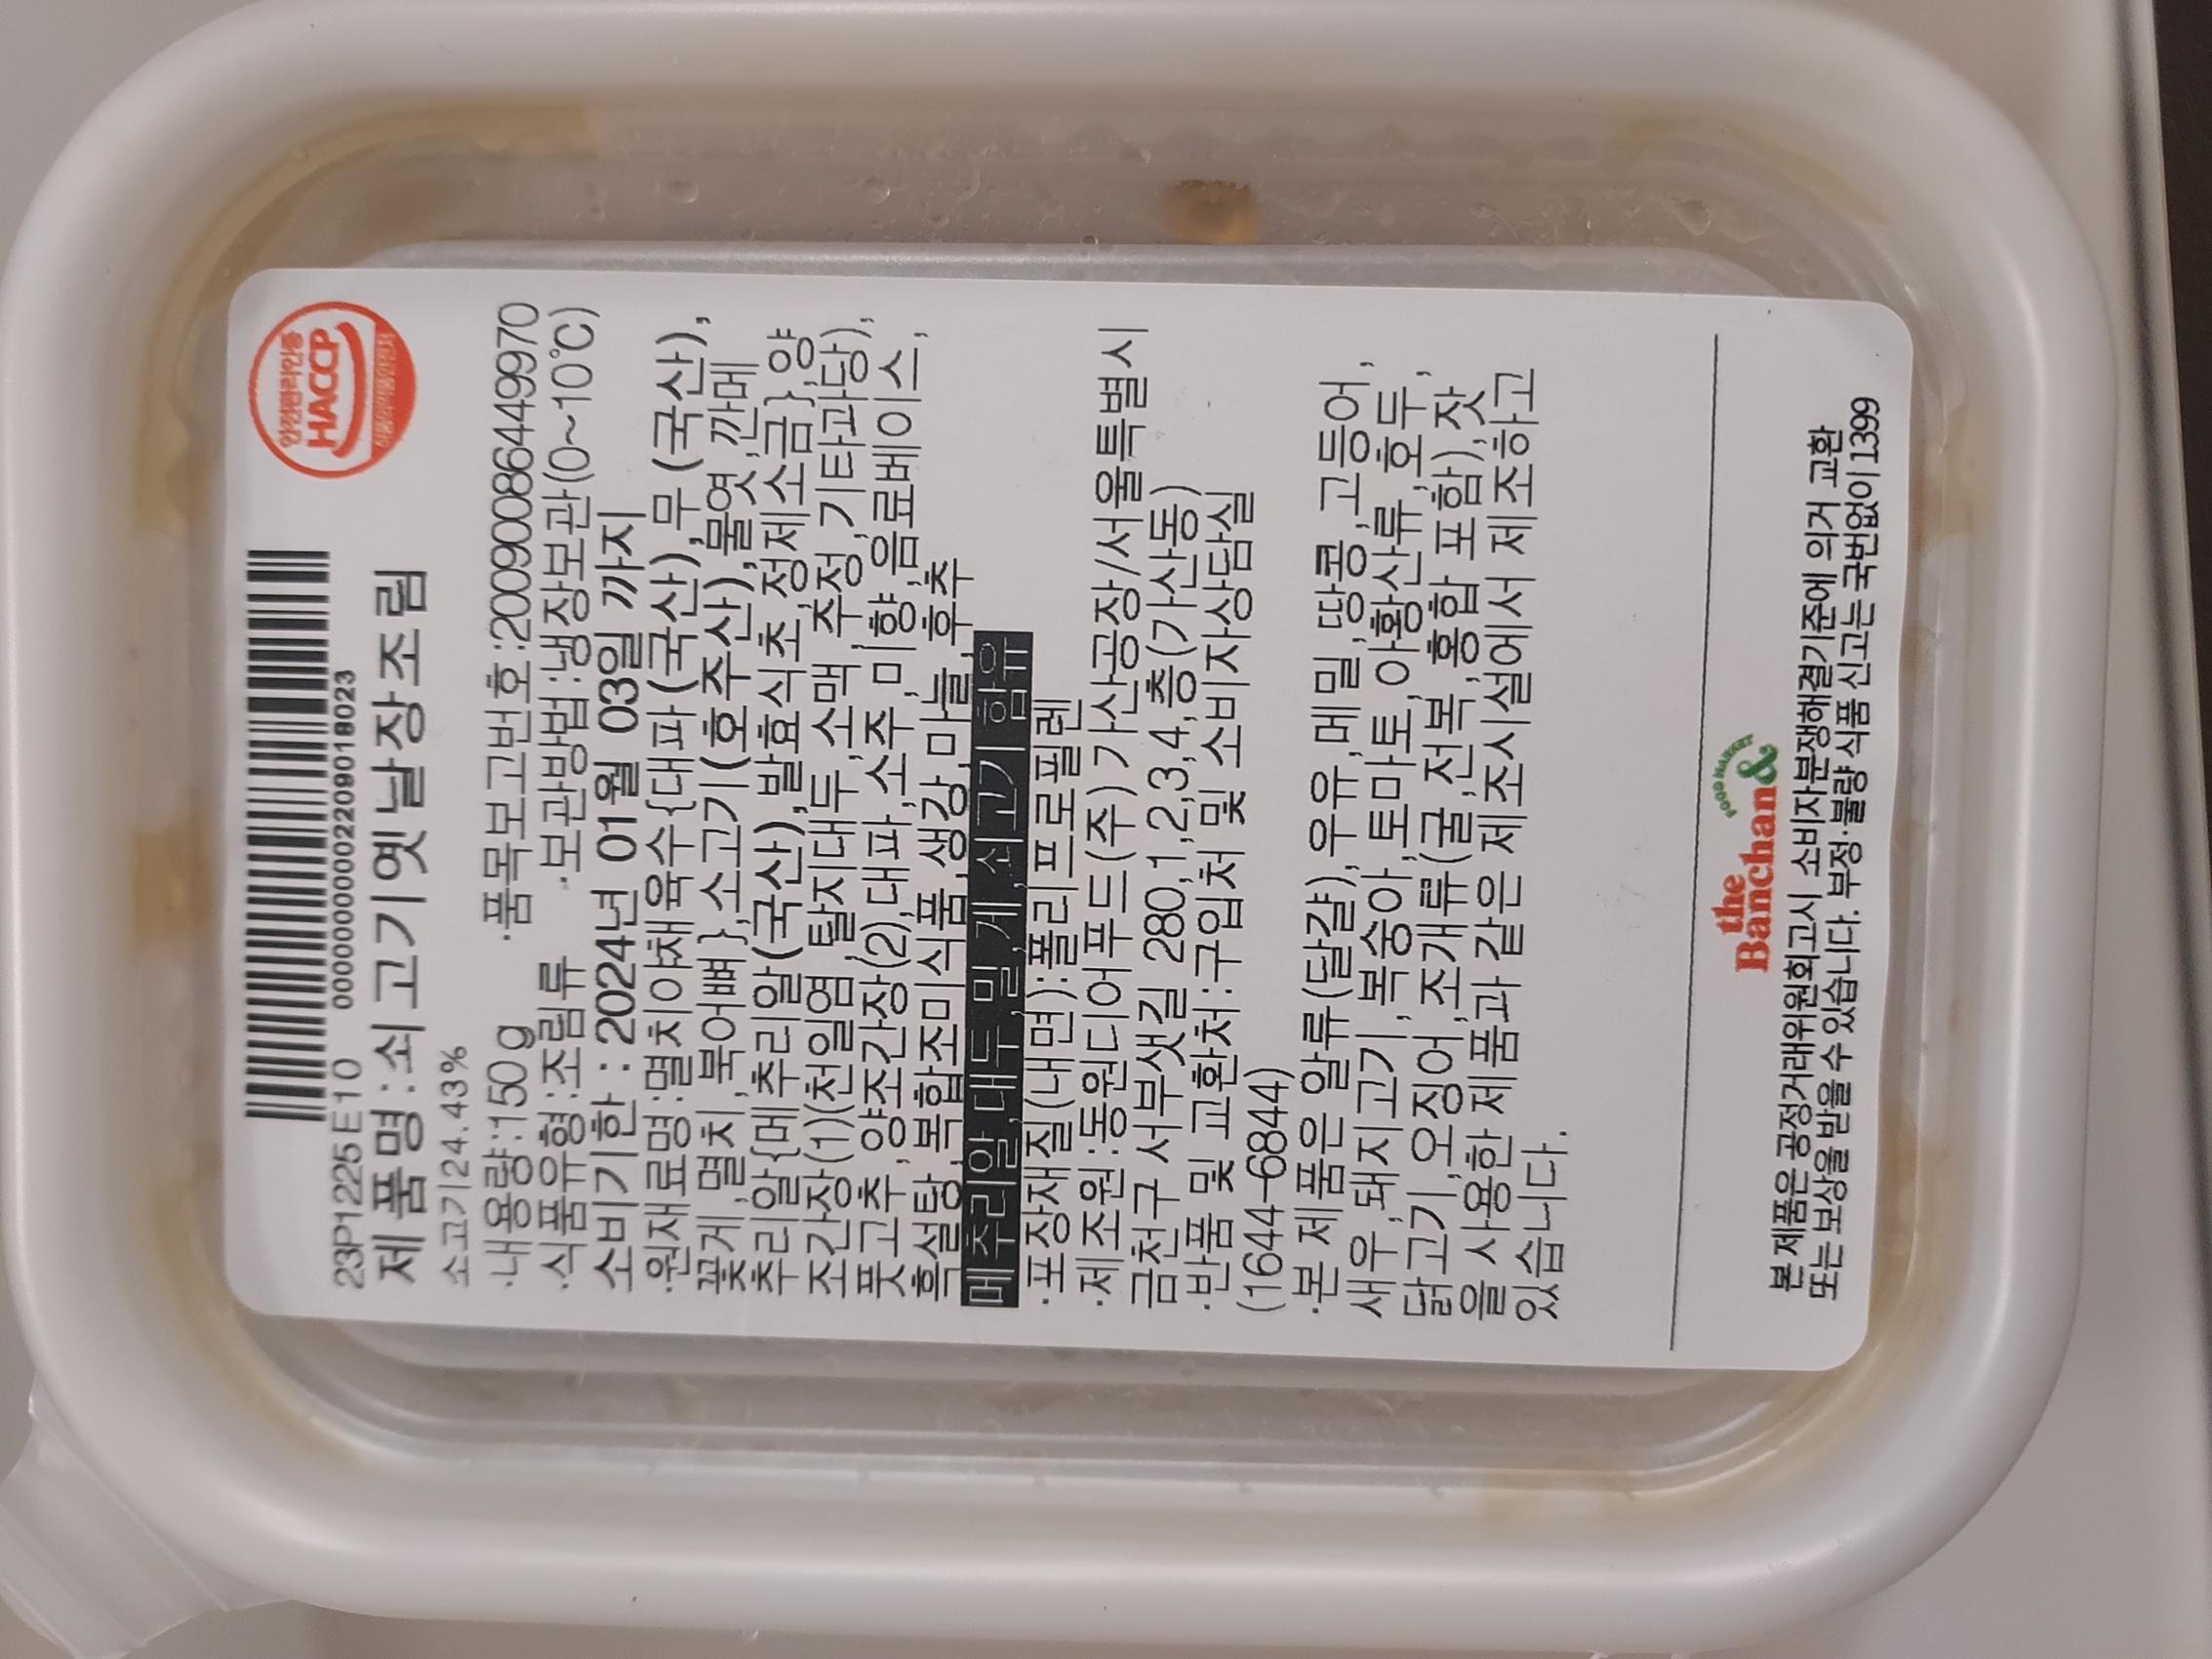 안전관리인증
HACCP
식품의약품안전처
23P1225E10 00000000002209018023
제품명:쇠고기옛날장조림
소고기24.43%
·내용량:150g ·품목보고번호:20090086449970
·식품유형:조림류 ·보관방법:냉장보관(0~10℃)
소비기한 : 2024년 01월 03일 까지
·원재료명:멸치야채육수{대파(국산),무(국산),
꽃게,멸치,북어뼈},소고기(호주산),물엿,깐메
추리알{메추리알(국산),발효식초,정제소금},양
조간장(1)(천일염,탈지대두,소맥,주정,기타과당),
풋고추,양조간장(2),대파,소주,미향,음료베이스,
흑설탕,복합조미식품,생강,마늘,후추
메추리알,대두,밀,게,쇠고기 함유
·포장재질(내면):폴리프로필렌
·제조원:동원디어푸드(주)가산공장/서울특별시
금천구 서부샛길 280,1,2,3,4,층(가산동)
·반품 및 교환처:구입처 및 소비자상담실
(1644-6844)
·본 제품은 알류(달걀),우유,메밀,땅콩,고등어,
새우,돼지고기,복숭아,토마토,아황산류,호두,
닭고기,오징어,조개류(굴,전복,홍합 포함),잣
을 사용한 제품과 같은 제조시설에서 제조하고
있습니다.
the
Banchan&
FOOD MARKET
본 제품은 공정거래위원회고시 소비자분쟁해결기준에 의거 교환
또는 보상을 받을 수 있습니다. 부정·불량 식품 신고는 국번없이 1399